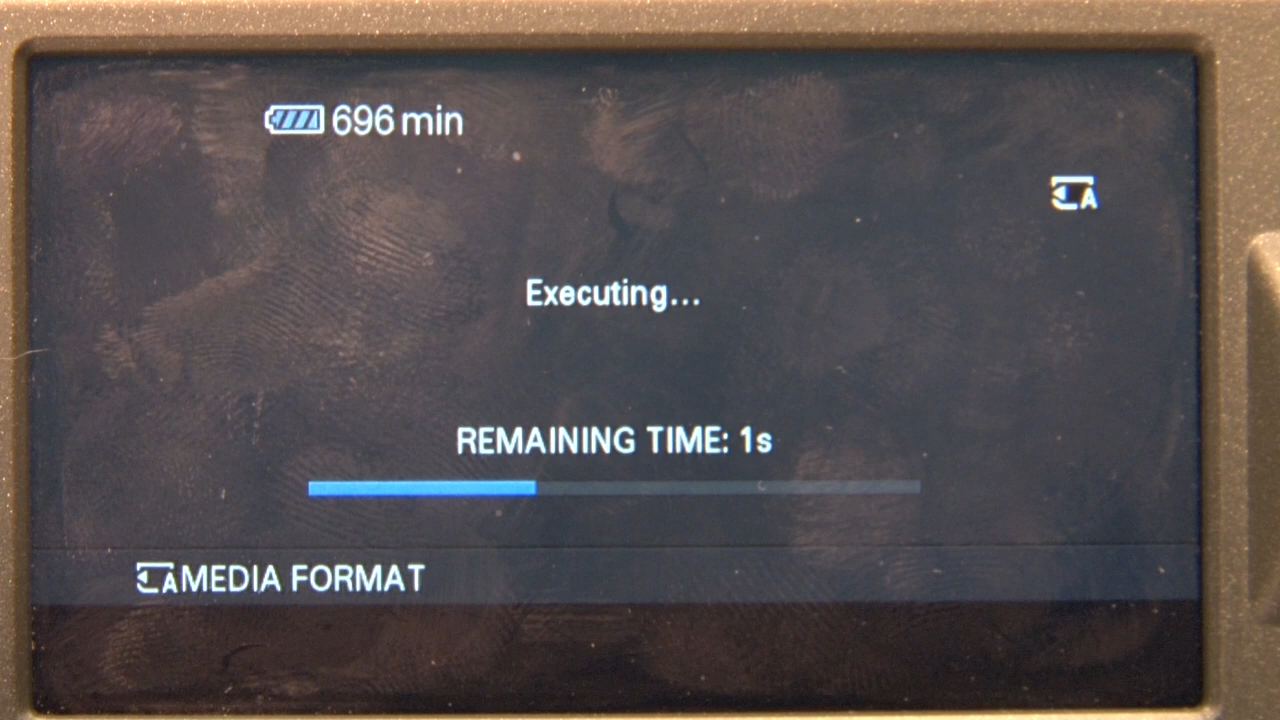 696 min
A
Executing...
REMAINING TIME: 1s
A MEDIA FORMAT